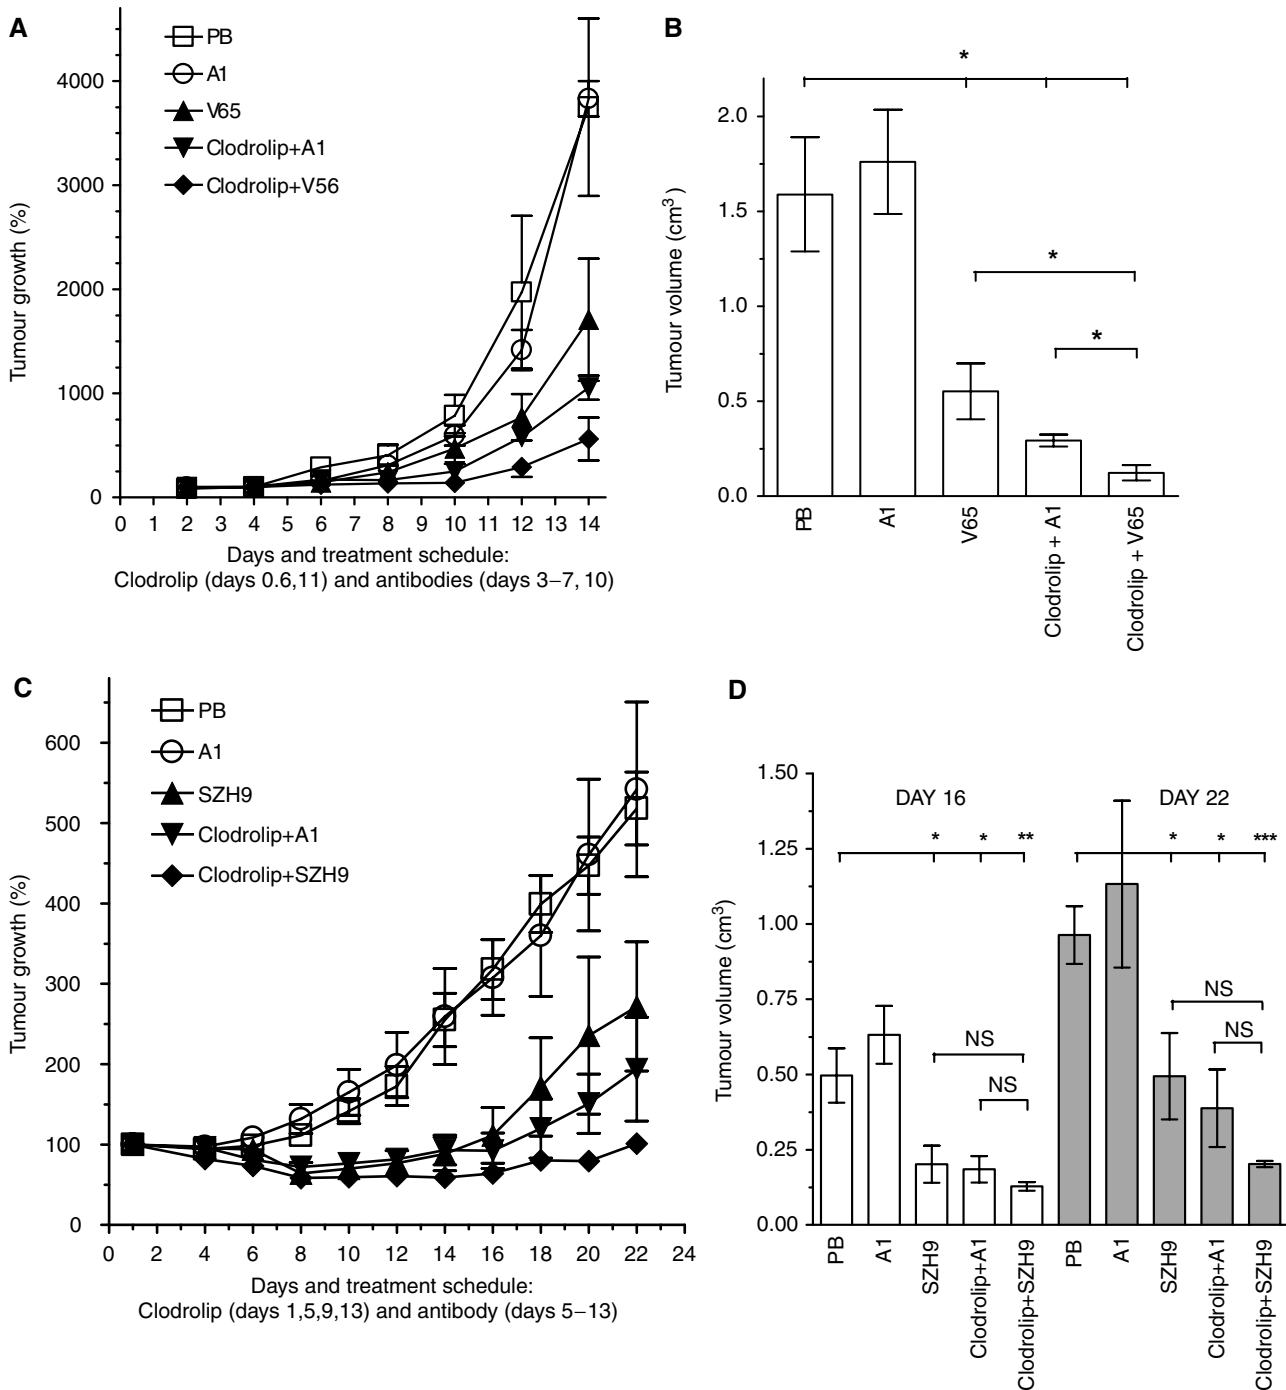 A
PB
A1
V65
Clodrolip+A1
Clodrolip+V56
Tumour growth (%)
4000
3000
2000
1000
0
0 1 2 3 4 5 6 7 8 9 10 11 12 13 14
Days and treatment schedule:
Clodrolip (days 0.6,11) and antibodies (days 3–7, 10)
B
*
*
*
Tumour volume (cm³)
2.0
1.5
1.0
0.5
0.0
PB
A1
V65
Clodrolip + A1
Clodrolip + V65
C
PB
A1
SZH9
Clodrolip+A1
Clodrolip+SZH9
Tumour growth (%)
600
500
400
300
200
100
0
0 2 4 6 8 10 12 14 16 18 20 22 24
Days and treatment schedule:
Clodrolip (days 1,5,9,13) and antibody (days 5–13)
D
DAY 16 DAY 22
* * ** * * ***
NS
NS
NS
NS
Tumour volume (cm³)
1.50
1.25
1.00
0.75
0.50
0.25
0.00
PB
A1
SZH9
Clodrolip+A1
Clodrolip+SZH9
PB
A1
SZH9
Clodrolip+A1
Clodrolip+SZH9